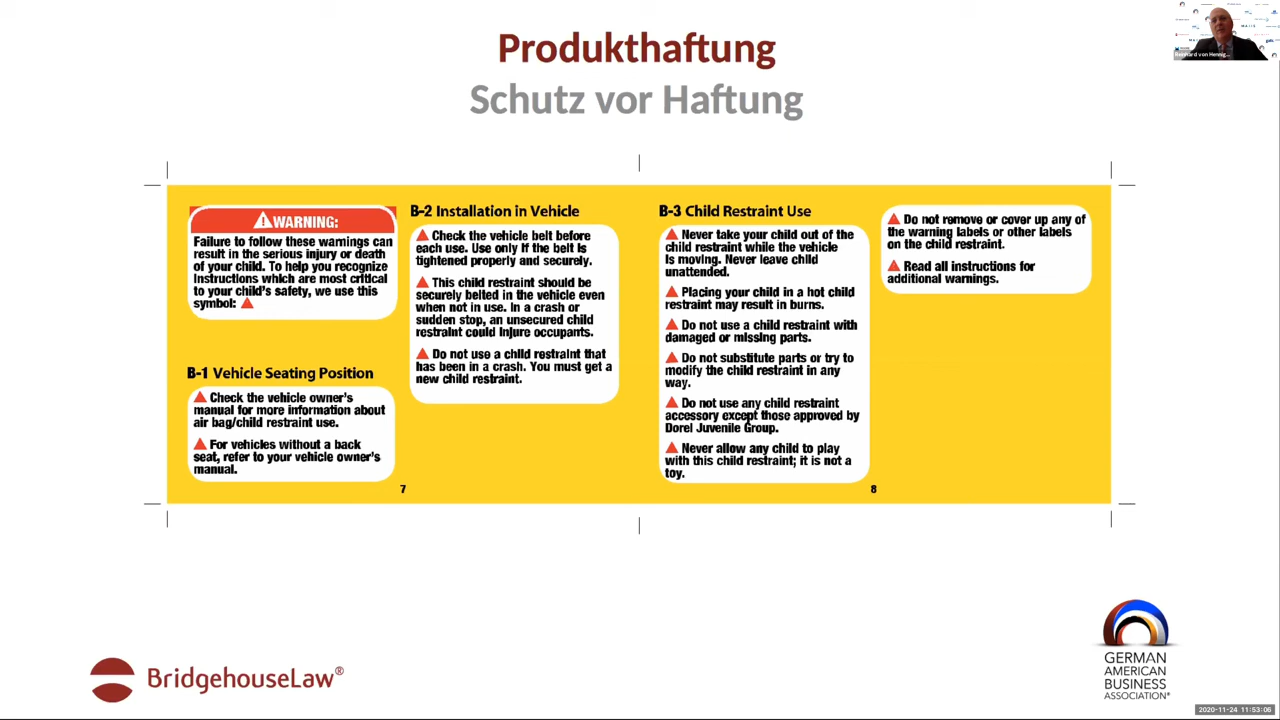 Produkthaftung
Schutz vor Haftung
WARNING:
Failure to follow these warnings can
result in the serious injury or death
of your child. To help you recognize
instructions which are most critical
to your child's safety, we use this
symbol:
B-1 Vehicle Seating Position
Check the vehicle owner's
manual for more information about
air bag/child restraint use.
For vehicles without a back
seat, refer to your vehicle owner's
manual.
B-2 Installation in Vehicle
Check the vehicle belt before
each use. Use only if the belt is
tightened properly and securely.
This child restraint should be
securely belted in the vehicle even
when not in use. In a crash or
sudden stop, an unsecured child
restraint could injure occupants.
Do not use a child restraint that
has been in a crash. You must get a
new child restraint.
7
B-3 Child Restraint Use
Never take your child out of the
child restraint while the vehicle
is moving. Never leave child
unattended.
Placing your child in a hot child
restraint may result in burns.
Do not use a child restraint with
damaged or missing parts.
Do not substitute parts or try to
modify the child restraint in any
way.
Do not use any child restraint
accessory except those approved by
Dorel Juvenile Group.
Never allow any child to play
with this child restraint; it is not a
toy.
Do not remove or cover up any of
the warning labels or other labels
on the child restraint.
Read all instructions for
additional warnings.
8
BridgehouseLaw®
GERMAN
AMERICAN
BUSINESS
ASSOCIATION
2020-11-24 11:53:06